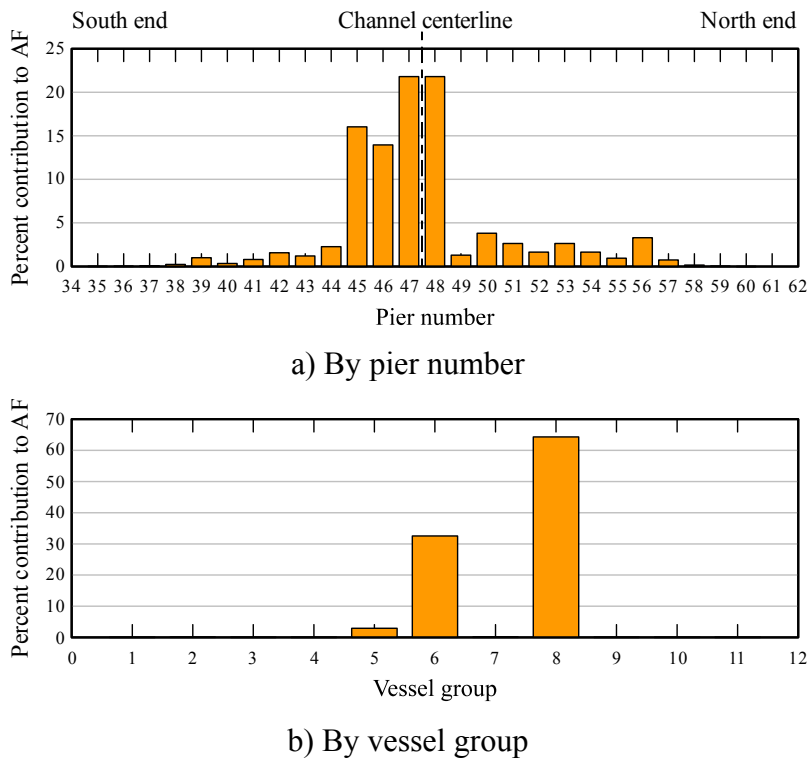 South end Channel centerline North end
Percent contribution to AF
25
20
15
10
5
0
34 35 36 37 38 39 40 41 42 43 44 45 46 47 48 49 50 51 52 53 54 55 56 57 58 59 60 61 62
Pier number
a) By pier number
Percent contribution to AF
70
60
50
40
30
20
10
0
0 1 2 3 4 5 6 7 8 9 10 11 12
Vessel group
b) By vessel group